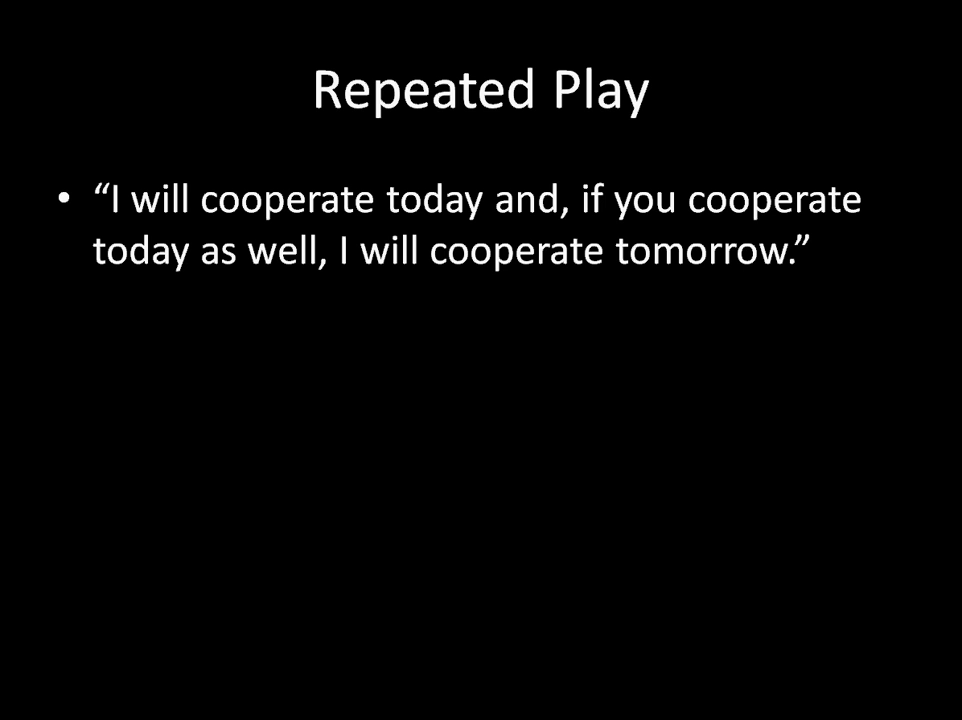 Repeated Play
• “I will cooperate today and, if you cooperate
today as well, I will cooperate tomorrow.”